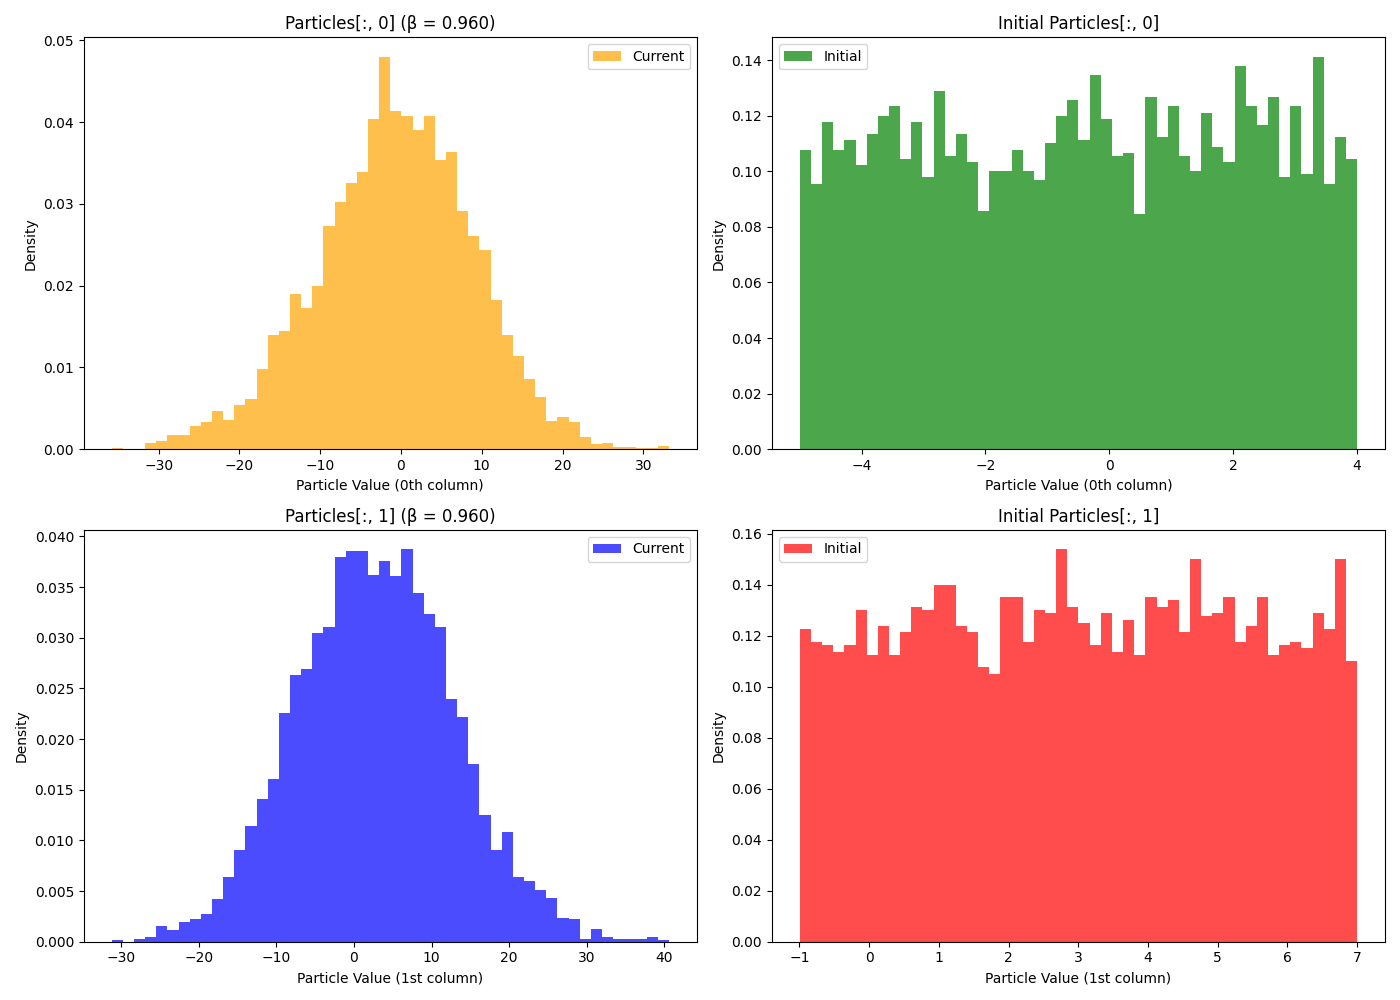 Particles[:, 0] (β = 0.960)
Current
Density
0.05
0.04
0.03
0.02
0.01
0.00
−30 −20 −10 0 10 20 30
Particle Value (0th column)
Initial Particles[:, 0]
Initial
Density
0.14
0.12
0.10
0.08
0.06
0.04
0.02
0.00
−4 −2 0 2 4
Particle Value (0th column)
Particles[:, 1] (β = 0.960)
Current
Density
0.040
0.035
0.030
0.025
0.020
0.015
0.010
0.005
0.000
−30 −20 −10 0 10 20 30 40
Particle Value (1st column)
Initial Particles[:, 1]
Initial
Density
0.16
0.14
0.12
0.10
0.08
0.06
0.04
0.02
0.00
−1 0 1 2 3 4 5 6 7
Particle Value (1st column)